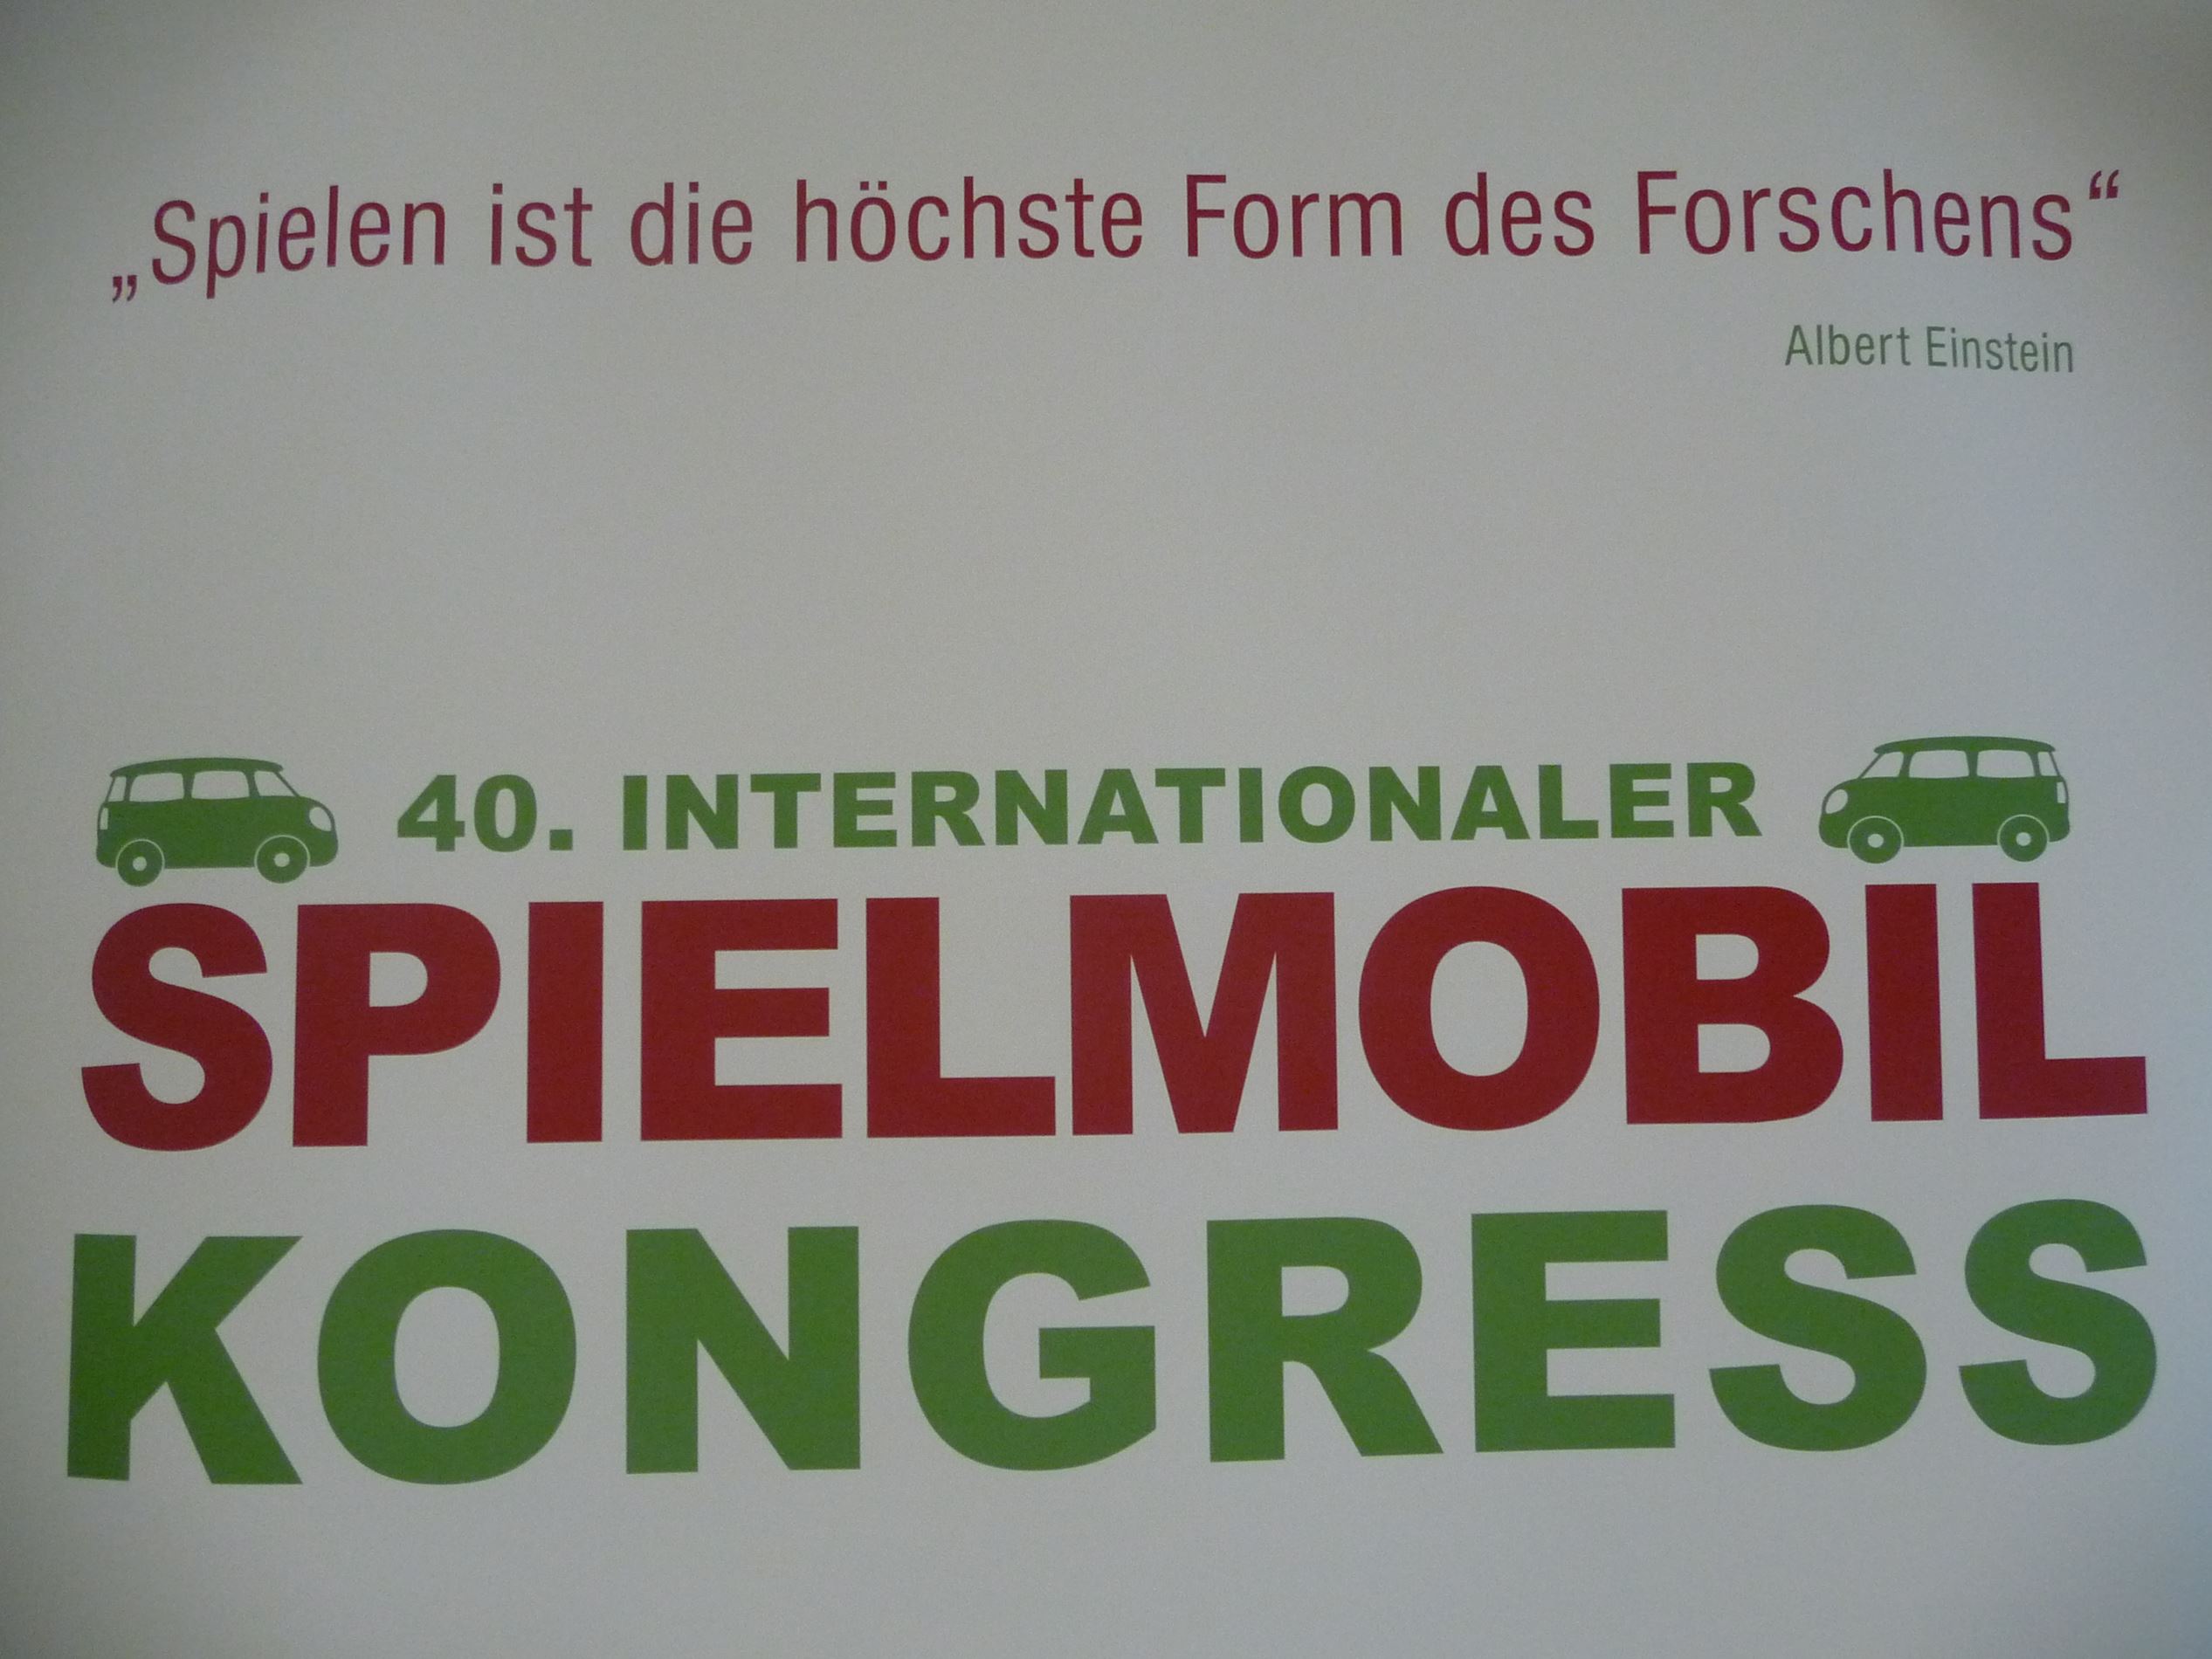 „Spielen ist die höchste Form des Forschens“
Albert Einstein
40. INTERNATIONALER
SPIELMOBIL
KONGRESS